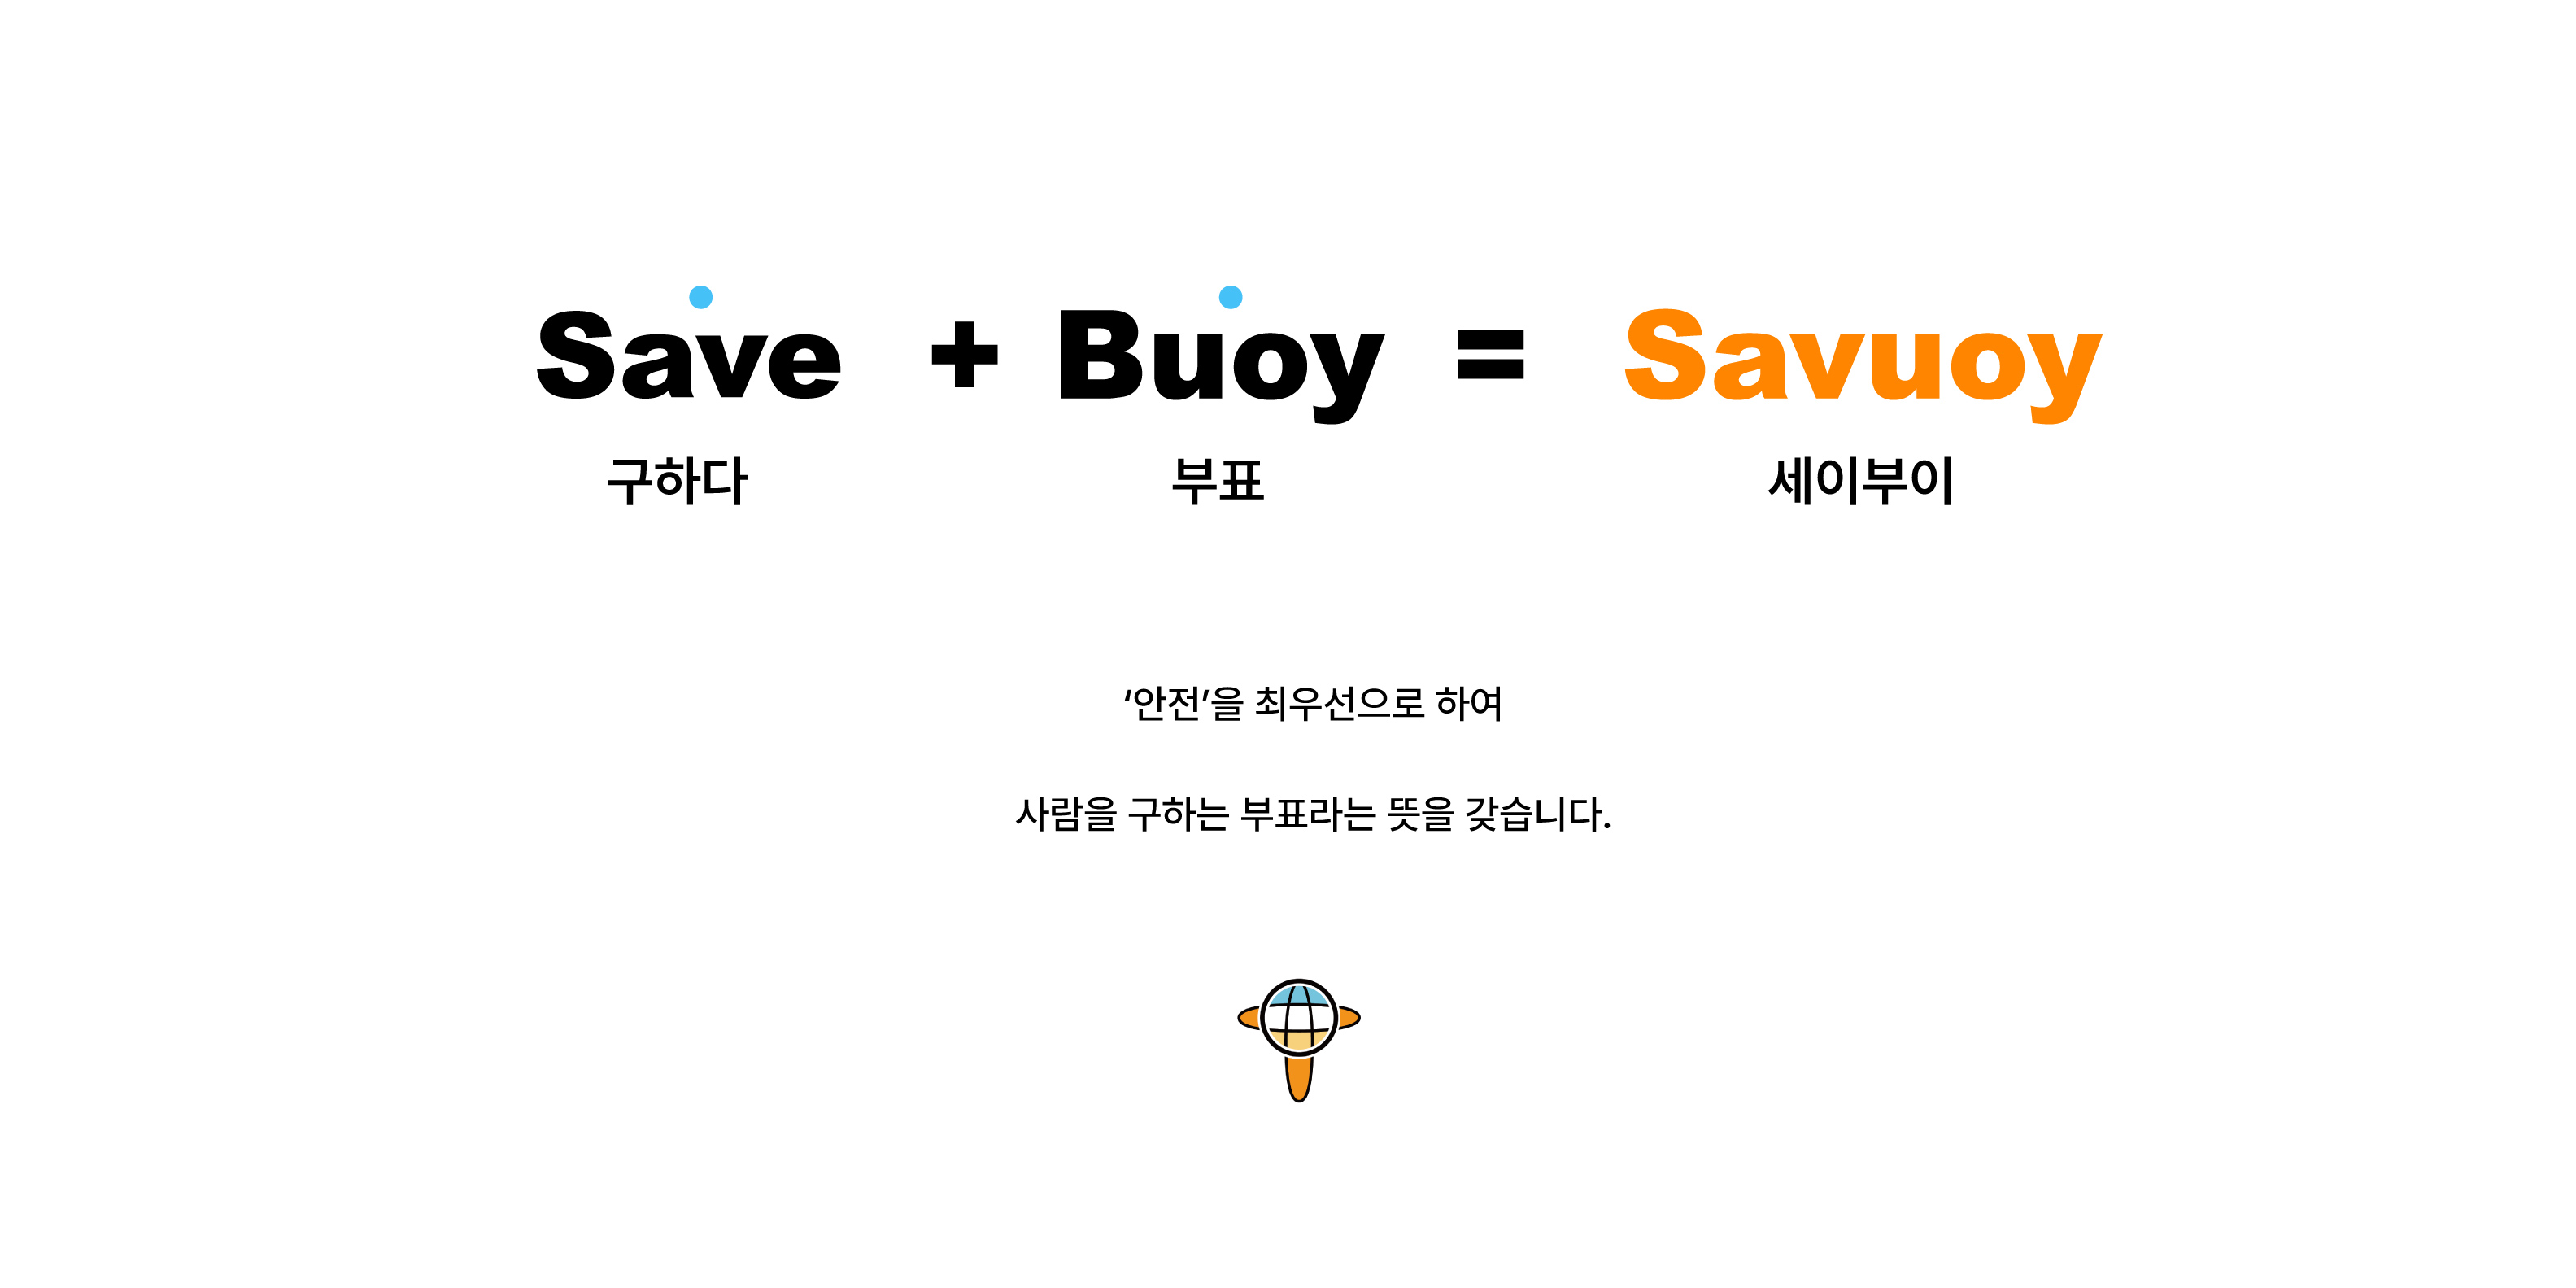 Save + Buoy = Savuoy
구하다 부표 세이부이
‘안전’을 최우선으로 하여
사람을 구하는 부표라는 뜻을 갖습니다.